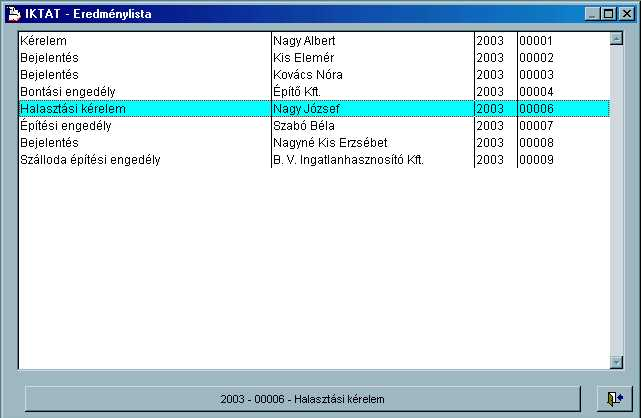 IKTAT - Eredménylista
Kérelem Nagy Albert 2003 00001
Bejelentés Kis Elemér 2003 00002
Bejelentés Kovács Nóra 2003 00003
Bontási engedély Építő Kft. 2003 00004
Halasztási kérelem Nagy József 2003 00006
Építési engedély Szabó Béla 2003 00007
Bejelentés Nagyné Kis Erzsébet 2003 00008
Szálloda építési engedély B. V. Ingatlanhasznosító Kft. 2003 00009
2003 - 00006 - Halasztási kérelem